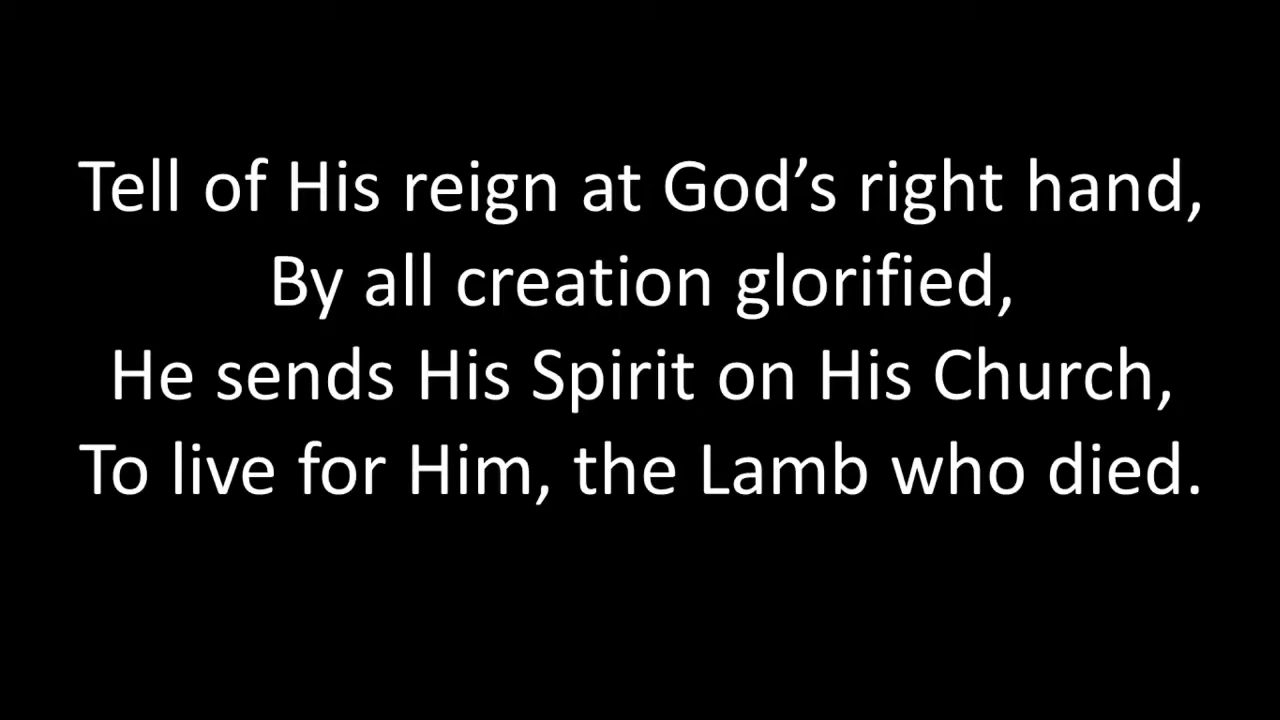 Tell of His reign at God’s right hand,
By all creation glorified,
He sends His Spirit on His Church,
To live for Him, the Lamb who died.